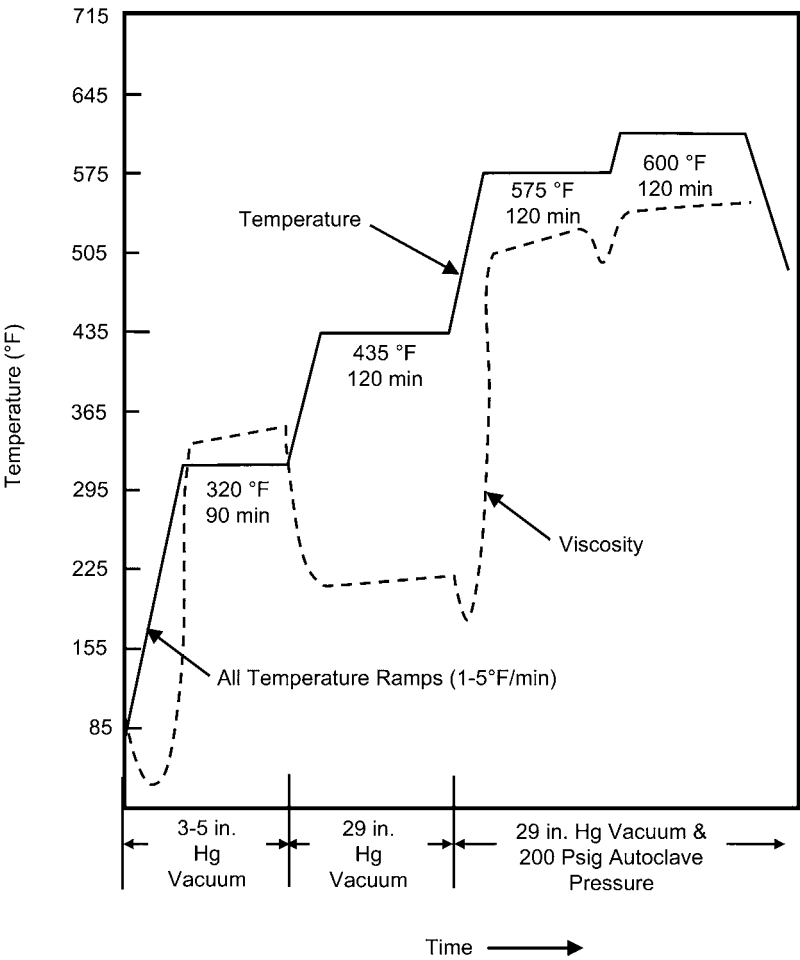 715
645
575
505
435
365
295
225
155
85
Temperature (°F)
Temperature
575 °F
120 min
600 °F
120 min
435 °F
120 min
320 °F
90 min
Viscosity
All Temperature Ramps (1-5°F/min)
3-5 in.
Hg
Vacuum
29 in.
Hg
Vacuum
29 in. Hg Vacuum &
200 Psig Autoclave
Pressure
Time